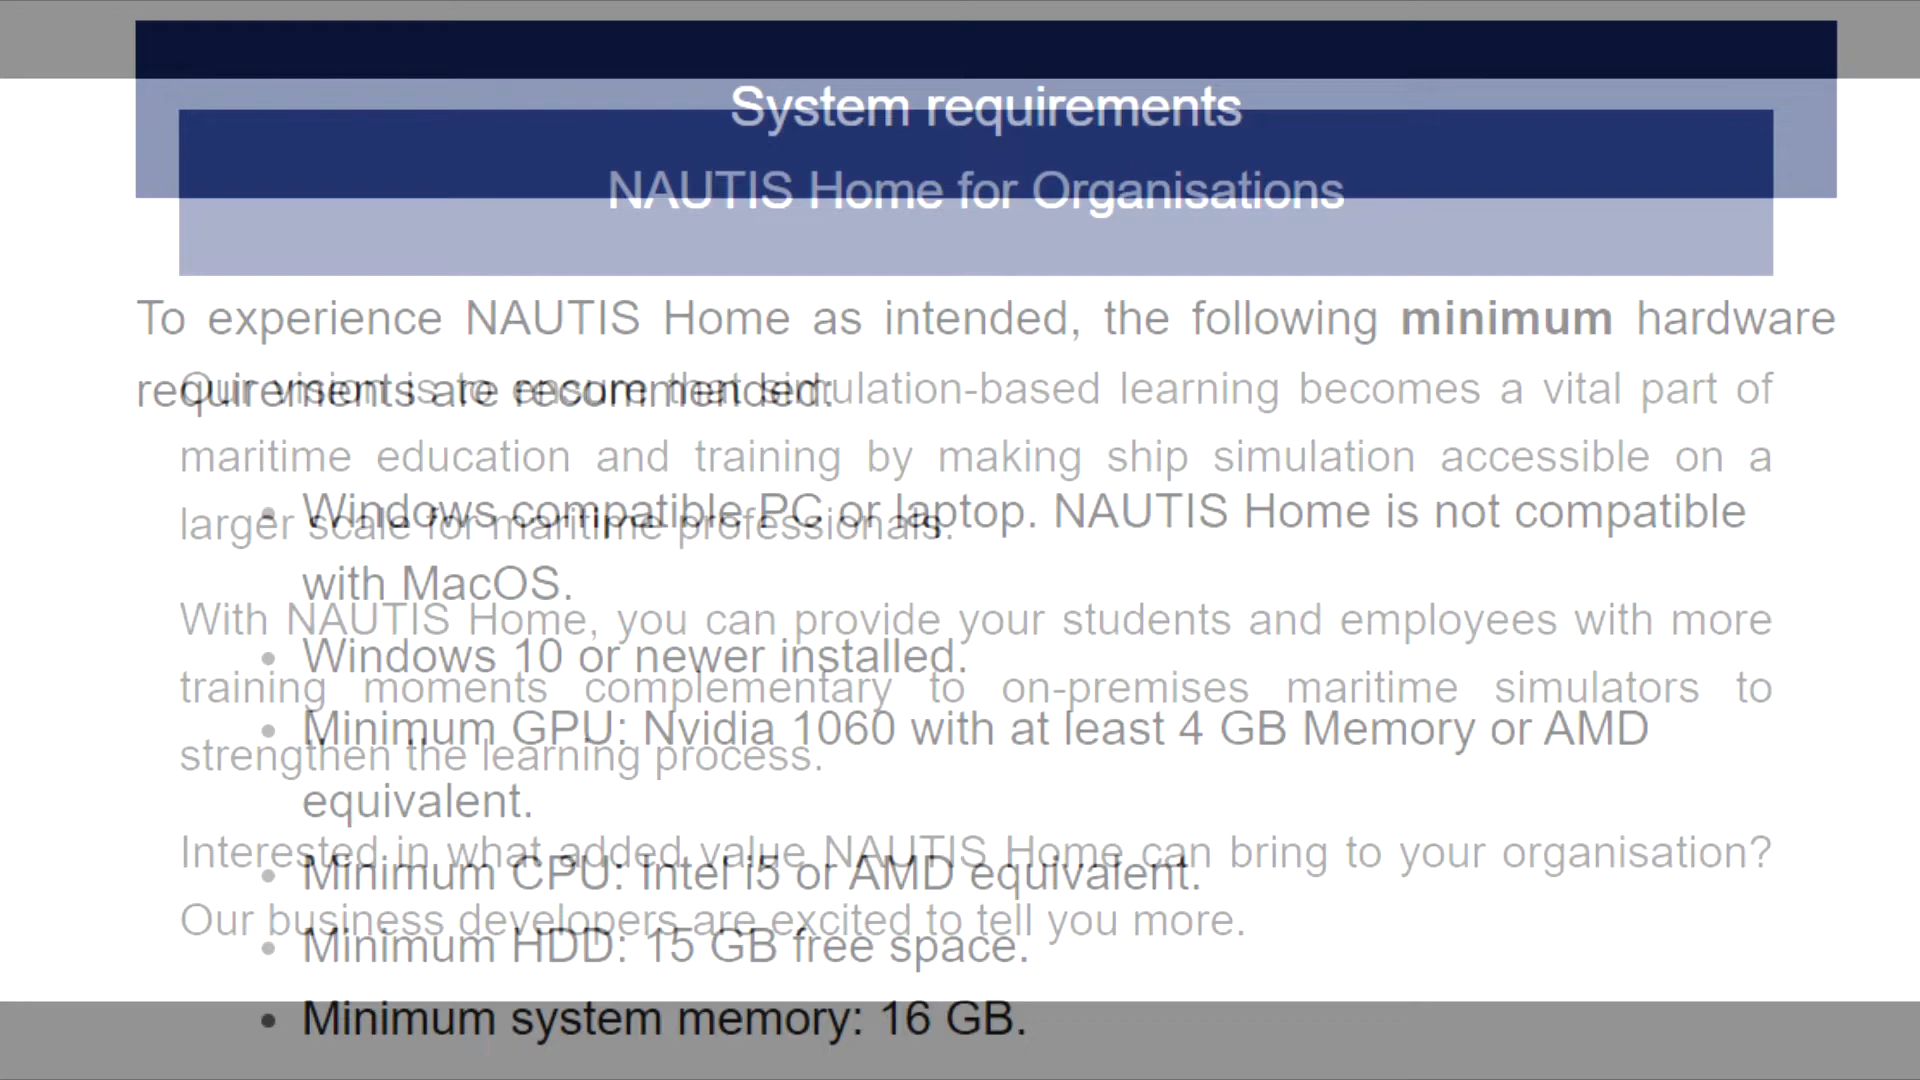 System requirements
NAUTIS Home for Organisations
To experience NAUTIS Home as intended, the following minimum hardware
requirements are recommended:
Our vision is to ensure that simulation-based learning becomes a vital part of
maritime education and training by making ship simulation accessible on a
• Windows compatible PC or laptop. NAUTIS Home is not compatible
larger scale for maritime professionals.
with MacOS.
With NAUTIS Home, you can provide your students and employees with more
• Windows 10 or newer installed.
training moments complementary to on-premises maritime simulators to
• Minimum GPU: Nvidia 1060 with at least 4 GB Memory or AMD
strengthen the learning process.
equivalent.
Interested in what added value NAUTIS Home can bring to your organisation?
• Minimum CPU: Intel i5 or AMD equivalent.
Our business developers are excited to tell you more.
• Minimum HDD: 15 GB free space.
• Minimum system memory: 16 GB.